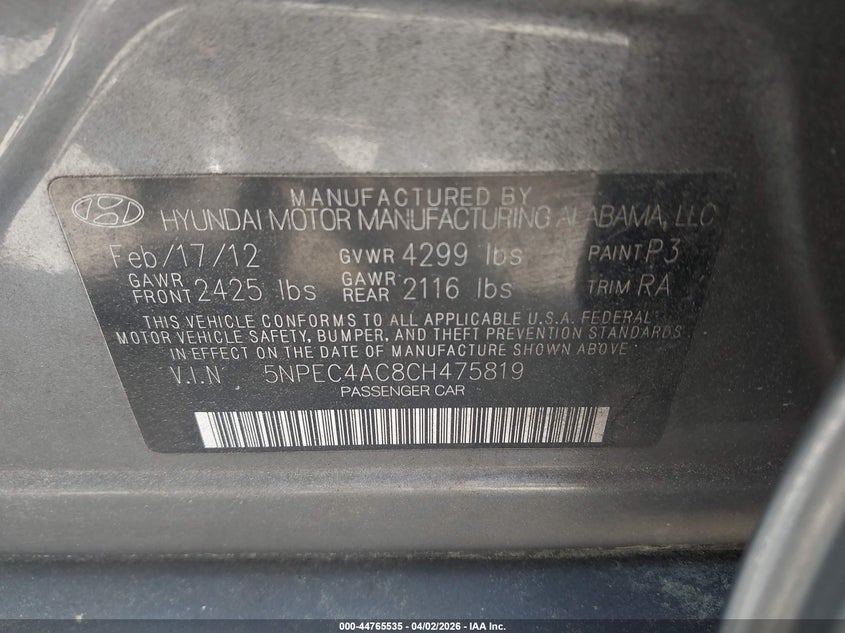 MANUFACTURED BY
HYUNDAI MOTOR MANUFACTURING ALABAMA, LLC
Feb/17/12 GVWR 4299 lbs PAINT P3
GAWR FRONT 2425 lbs GAWR REAR 2116 lbs TRIM RA
THIS VEHICLE CONFORMS TO ALL APPLICABLE U.S.A. FEDERAL
MOTOR VEHICLE SAFETY, BUMPER, AND THEFT PREVENTION STANDARDS
IN EFFECT ON THE DATE OF MANUFACTURE SHOWN ABOVE
V.I.N 5NPEC4AC8CH475819
PASSENGER CAR
000-44765535 - 04/02/2026 - IAA Inc.